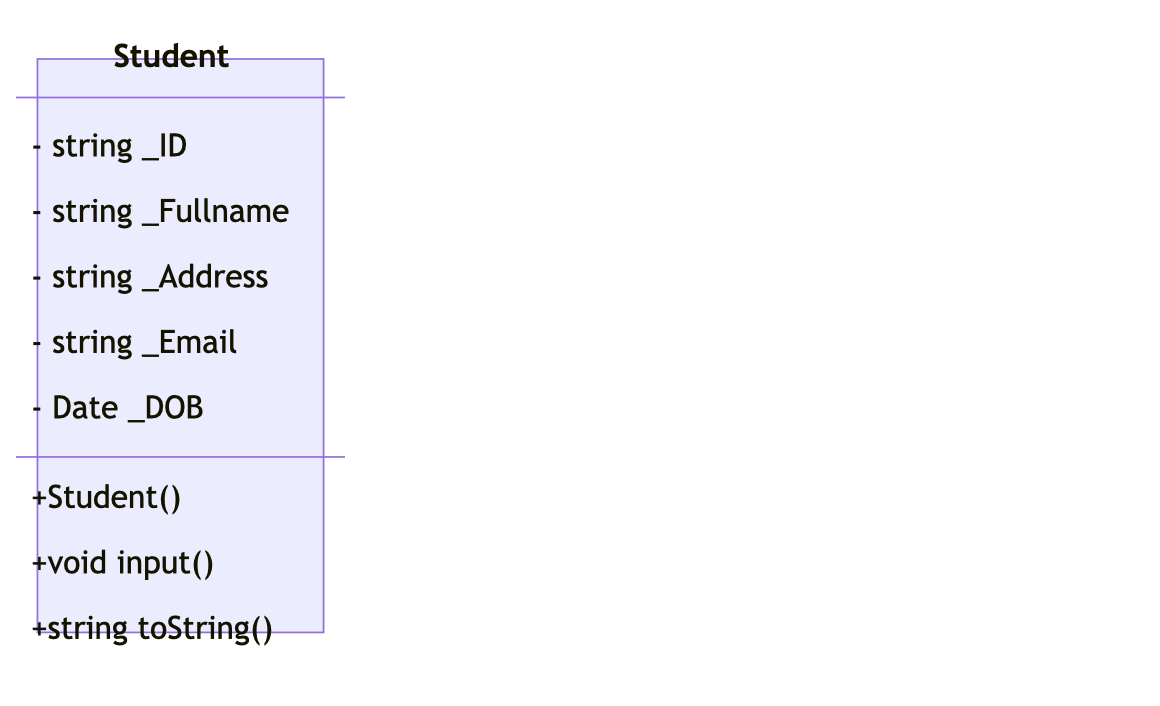 Student
- string _ID
- string _Fullname
- string _Address
- string _Email
- Date _DOB
+Student()
+void input()
+string toString()